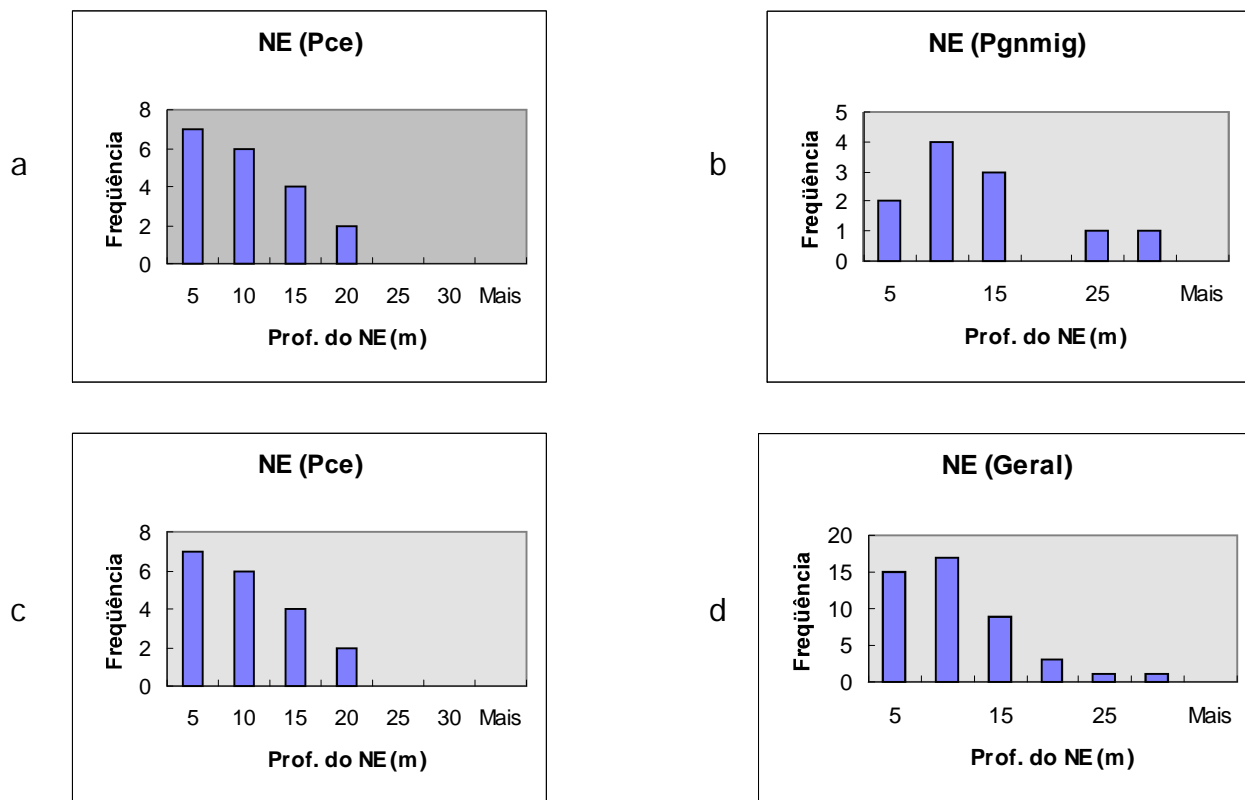 a
NE (Pce)
Freqüência
8
6
4
2
0
5 10 15 20 25 30 Mais
Prof. do NE (m)
b
NE (Pgnmig)
Freqüência
5
4
3
2
1
0
5 15 25 Mais
Prof. do NE (m)
c
NE (Pce)
Freqüência
8
6
4
2
0
5 10 15 20 25 30 Mais
Prof. do NE (m)
d
NE (Geral)
Freqüência
20
15
10
5
0
5 15 25 Mais
Prof. do NE (m)